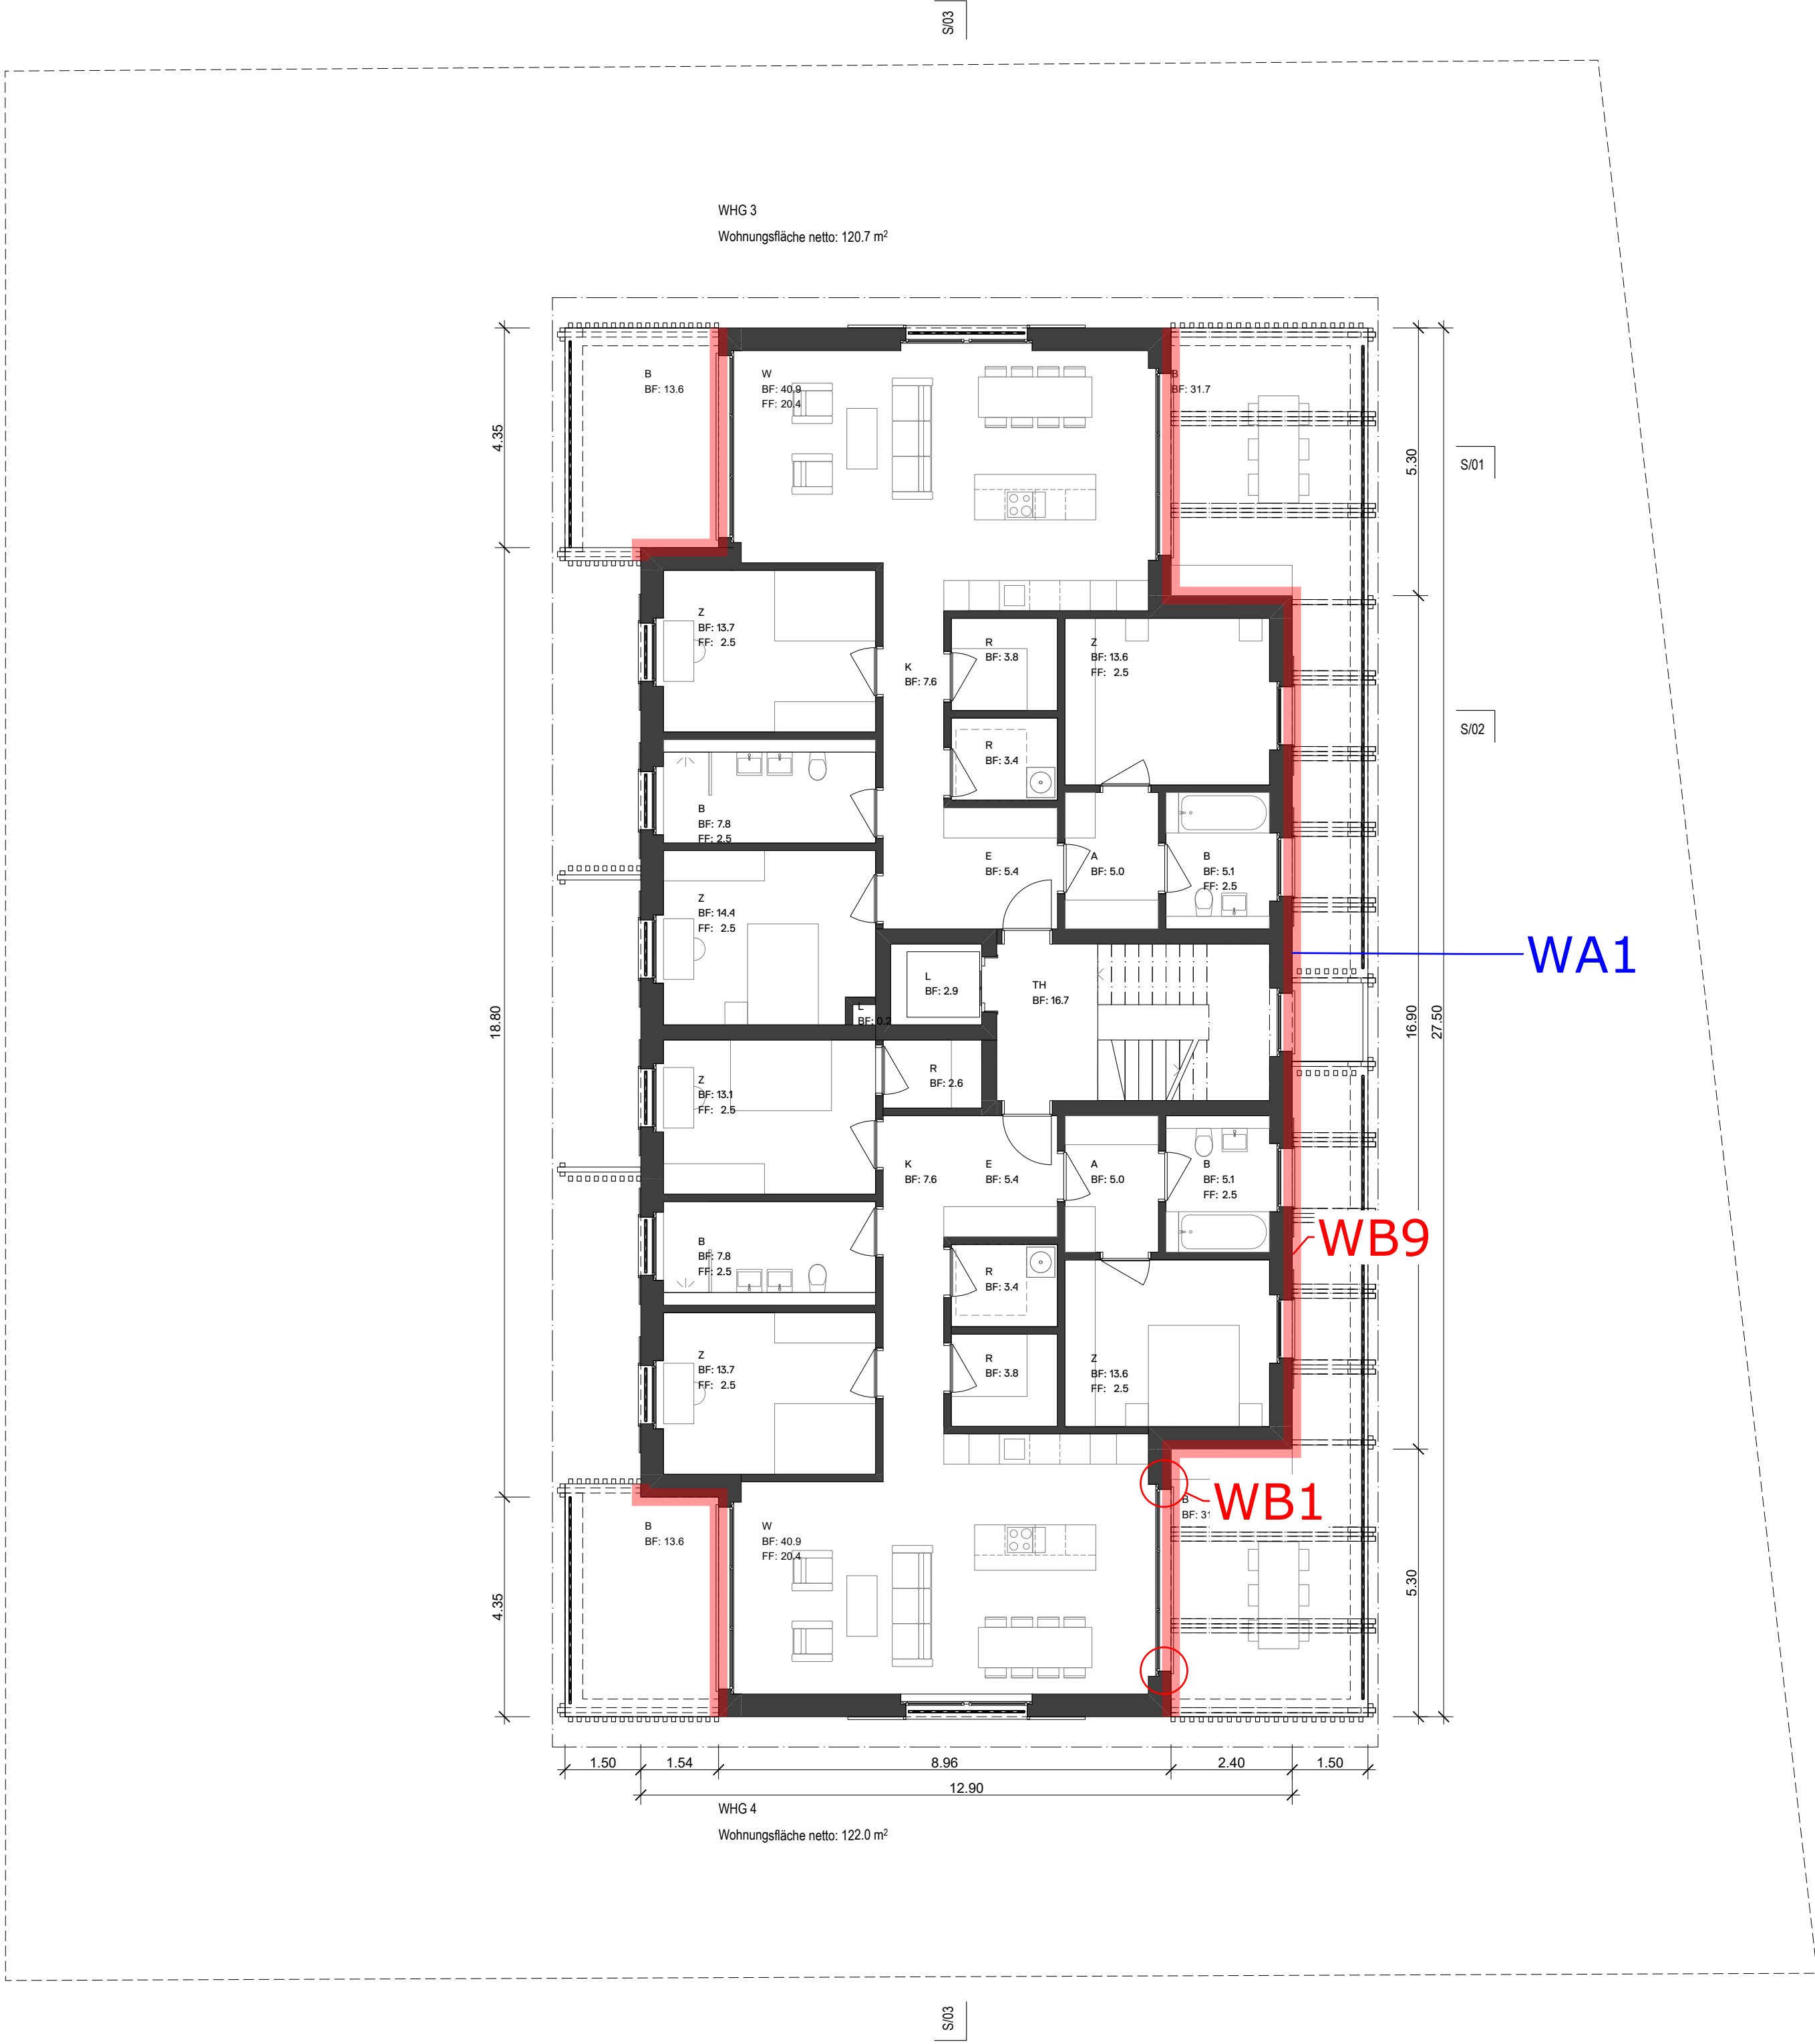 S/03
WHG 3
Wohnungsfläche netto: 120.7 m²
B
BF: 13.6
W
BF: 40.9
FF: 20.4
B
BF: 31.7
4.35
5.30
S/01
Z
BF: 13.7
FF: 2.5
K
BF: 7.6
R
BF: 3.8
Z
BF: 13.6
FF: 2.5
S/02
R
BF: 3.4
B
BF: 7.8
FF: 2.5
E
BF: 5.4
A
BF: 5.0
B
BF: 5.1
FF: 2.5
Z
BF: 14.4
FF: 2.5
WA1
L
BF: 2.9
TH
BF: 16.7
L
BF: 0.2
18.80
16.90
27.50
Z
BF: 13.1
FF: 2.5
R
BF: 2.6
K
BF: 7.6
E
BF: 5.4
A
BF: 5.0
B
BF: 5.1
FF: 2.5
WB9
B
BF: 7.8
FF: 2.5
R
BF: 3.4
Z
BF: 13.7
FF: 2.5
R
BF: 3.8
Z
BF: 13.6
FF: 2.5
WB1
B
BF: 31
B
BF: 13.6
W
BF: 40.9
FF: 20.4
4.35
5.30
1.50
1.54
8.96
2.40
1.50
12.90
WHG 4
Wohnungsfläche netto: 122.0 m²
S/03